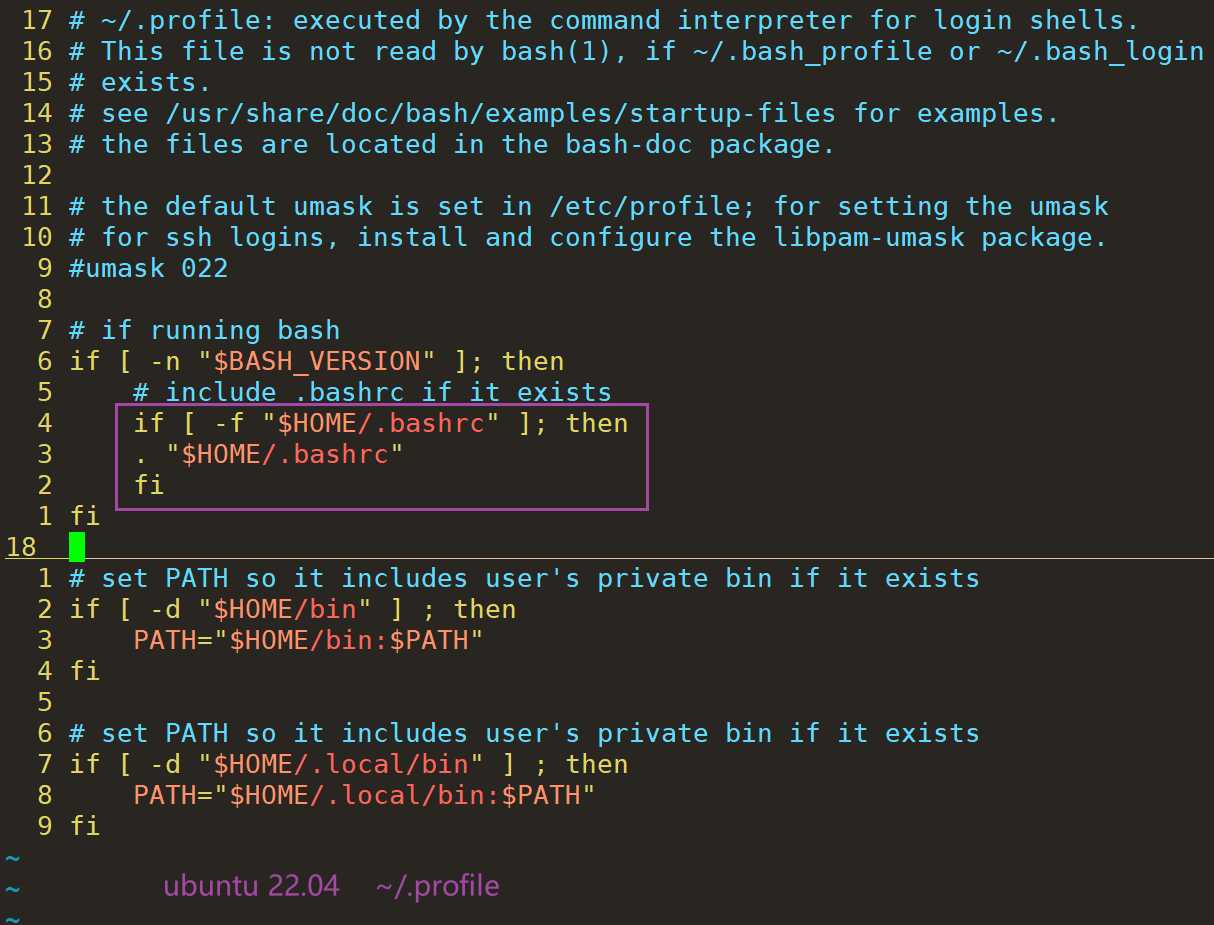 17 # ~/.profile: executed by the command interpreter for login shells.
16 # This file is not read by bash(1), if ~/.bash_profile or ~/.bash_login
15 # exists.
14 # see /usr/share/doc/bash/examples/startup-files for examples.
13 # the files are located in the bash-doc package.
12
11 # the default umask is set in /etc/profile; for setting the umask
10 # for ssh logins, install and configure the libpam-umask package.
9 #umask 022
8
7 # if running bash
6 if [ -n "$BASH_VERSION" ]; then
5     # include .bashrc if it exists
4     if [ -f "$HOME/.bashrc" ]; then
3     . "$HOME/.bashrc"
2     fi
1 fi
18
1 # set PATH so it includes user's private bin if it exists
2 if [ -d "$HOME/bin" ] ; then
3     PATH="$HOME/bin:$PATH"
4 fi
5
6 # set PATH so it includes user's private bin if it exists
7 if [ -d "$HOME/.local/bin" ] ; then
8     PATH="$HOME/.local/bin:$PATH"
9 fi
~
~ ubuntu 22.04 ~/.profile
~